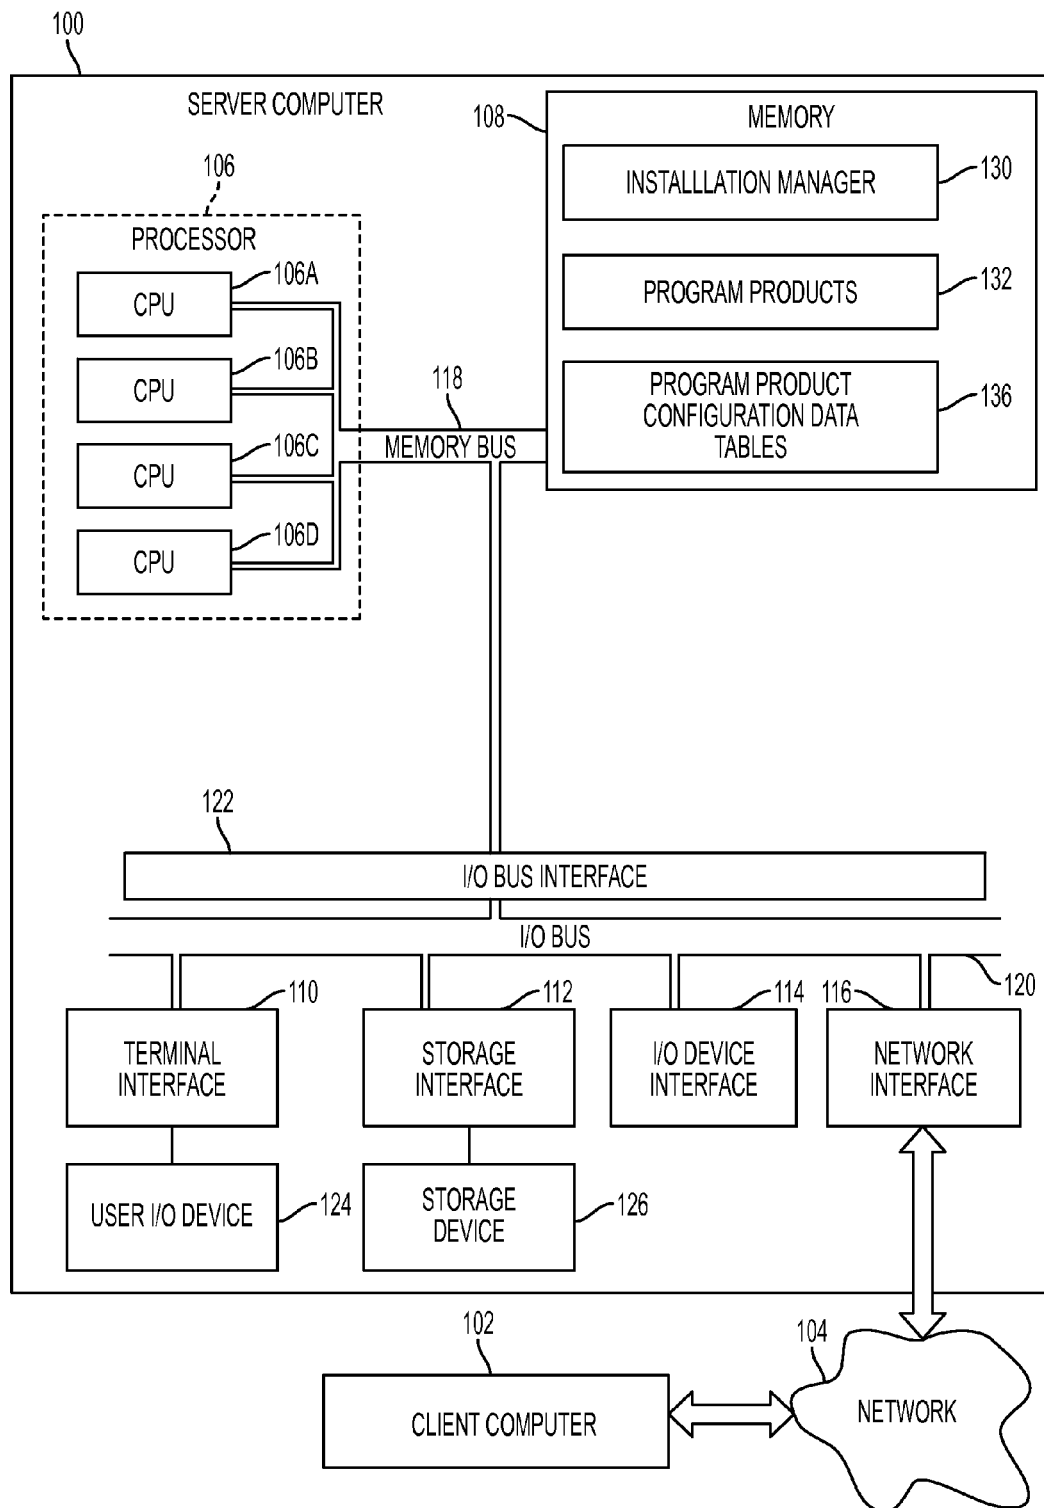 100
SERVER COMPUTER
108
MEMORY
INSTALLLATION MANAGER
130
PROGRAM PRODUCTS
132
PROGRAM PRODUCT
CONFIGURATION DATA
TABLES
136
106
PROCESSOR
CPU
106A
CPU
106B
CPU
106C
CPU
106D
118
MEMORY BUS
122
I/O BUS INTERFACE
I/O BUS
120
110
TERMINAL
INTERFACE
112
STORAGE
INTERFACE
114
I/O DEVICE
INTERFACE
116
NETWORK
INTERFACE
USER I/O DEVICE
124
STORAGE
DEVICE
126
102
CLIENT COMPUTER
104
NETWORK